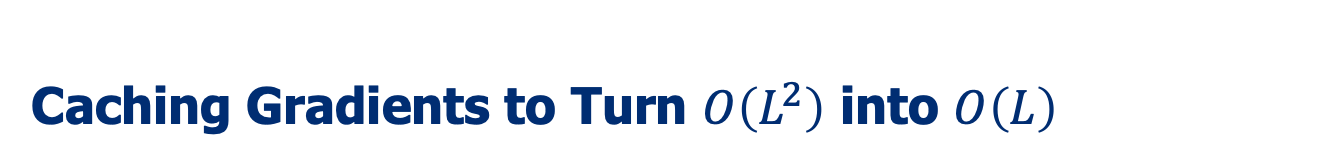 Caching Gradients to Turn O(L²) into O(L)